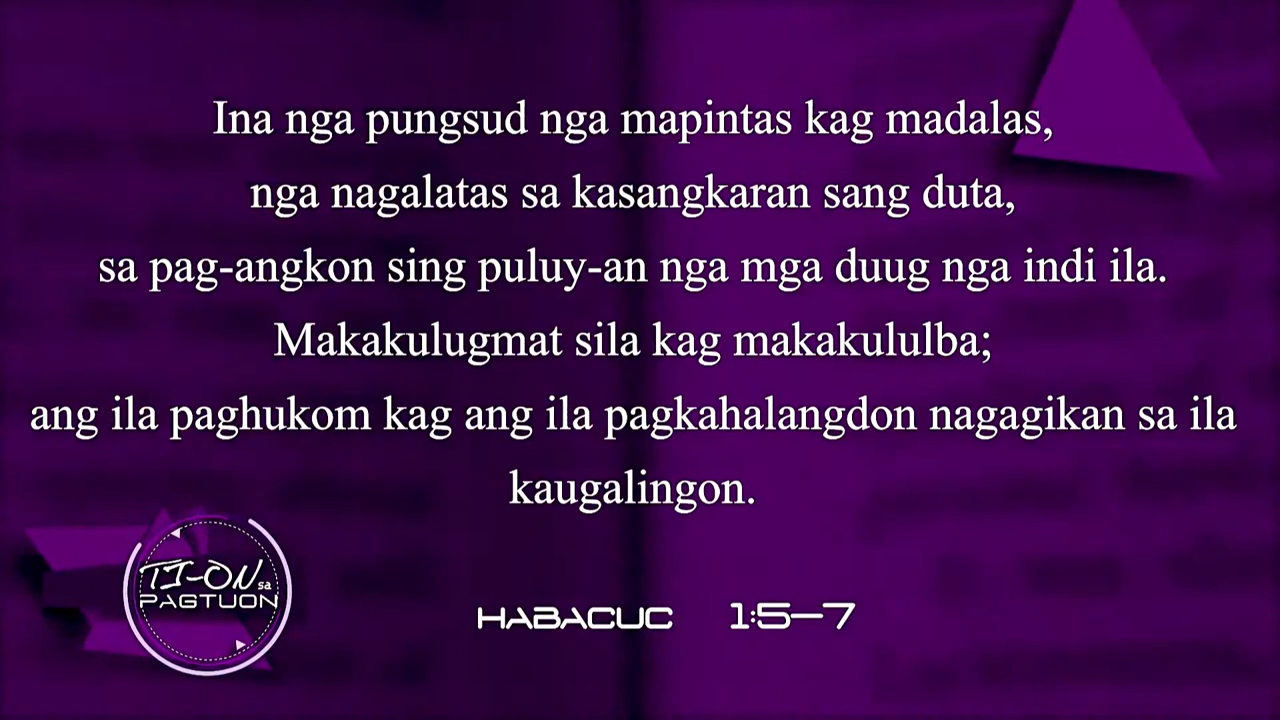 Ina nga pungsud nga mapintas kag madalas,
nga nagalatas sa kasangkaran sang duta,
sa pag-angkon sing puluy-an nga mga duug nga indi ila.
Makakulugmat sila kag makakululba;
ang ila paghukom kag ang ila pagkahalangdon nagagikan sa ila
kaugalingon.
TI-ON sa
PAGTUON
HABACUC 1:5–7